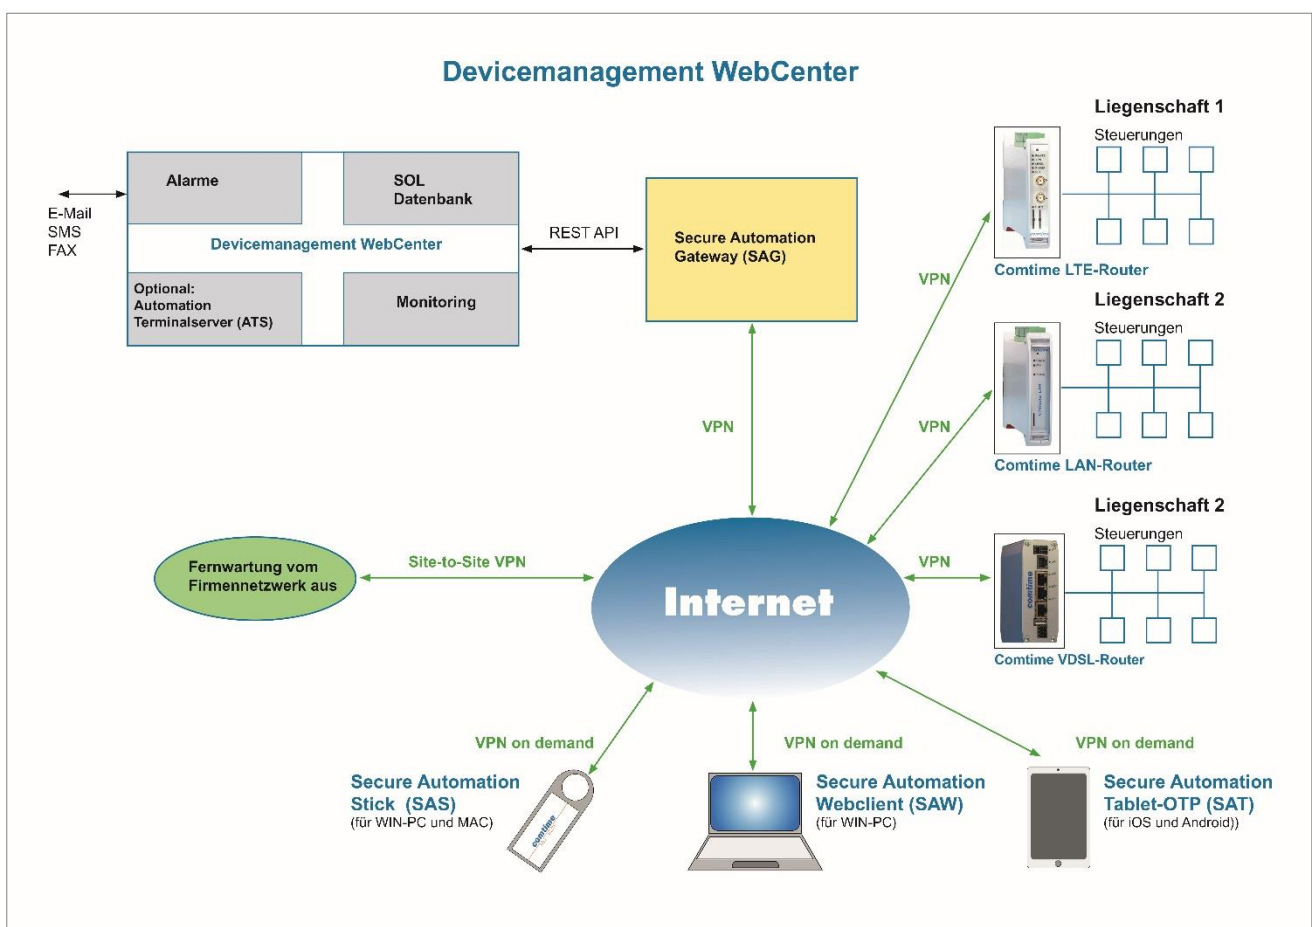 Devicemanagement WebCenter
Alarme
SOL
Datenbank
Devicemanagement WebCenter
Optional:
Automation
Terminalserver (ATS)
Monitoring
E-Mail
SMS
FAX
REST API
Secure Automation
Gateway (SAG)
VPN
Liegenschaft 1
Steuerungen
Comtime LTE-Router
VPN
Liegenschaft 2
Steuerungen
Comtime LAN-Router
VPN
Liegenschaft 2
Steuerungen
comtime
Comtime VDSL-Router
VPN
Fernwartung vom
Firmennetzwerk aus
Site-to-Site VPN
Internet
VPN on demand
Secure Automation
Stick (SAS)
(für WIN-PC und MAC)
comtime
VPN on demand
Secure Automation
Webclient (SAW)
(für WIN-PC)
VPN on demand
Secure Automation
Tablet-OTP (SAT)
(für iOS und Android))